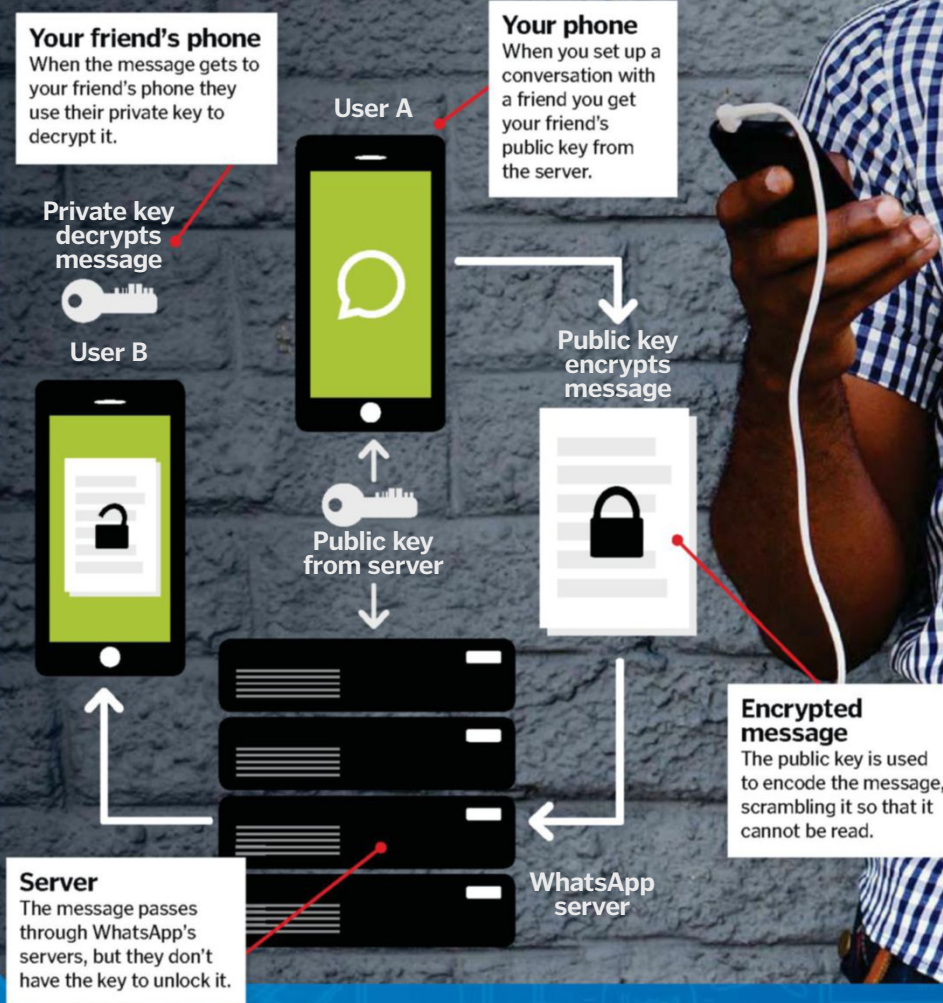 Your friend's phone
When the message gets to
your friend's phone they
use their private key to
decrypt it.
Your phone
When you set up a
conversation with
a friend you get
your friend's
public key from
the server.
User A
Private key
decrypts
message
User B
Public key
encrypts
message
Public key
from server
Encrypted
message
The public key is used
to encode the message,
scrambling it so that it
cannot be read.
WhatsApp
server
Server
The message passes
through WhatsApp's
servers, but they don't
have the key to unlock it.